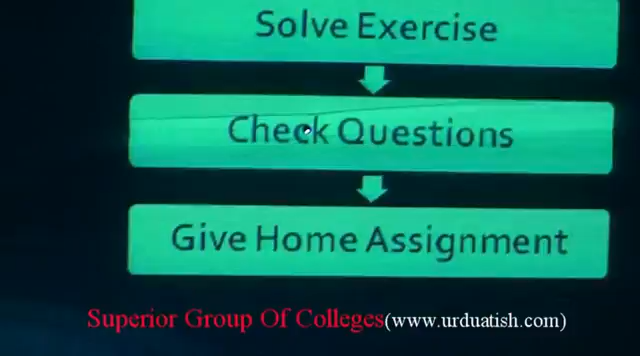 Solve Exercise
Check Questions
Give Home Assignment
Superior Group Of Colleges(www.urduatish.com)